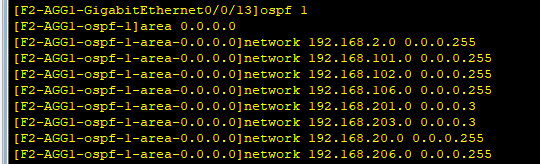 [F2-AGG1-GigabitEthernet0/0/13]ospf 1
[F2-AGG1-ospf-1]area 0.0.0.0
[F2-AGG1-ospf-1-area-0.0.0.0]network 192.168.2.0 0.0.0.255
[F2-AGG1-ospf-1-area-0.0.0.0]network 192.168.101.0 0.0.0.255
[F2-AGG1-ospf-1-area-0.0.0.0]network 192.168.102.0 0.0.0.255
[F2-AGG1-ospf-1-area-0.0.0.0]network 192.168.106.0 0.0.0.255
[F2-AGG1-ospf-1-area-0.0.0.0]network 192.168.201.0 0.0.0.3
[F2-AGG1-ospf-1-area-0.0.0.0]network 192.168.203.0 0.0.0.3
[F2-AGG1-ospf-1-area-0.0.0.0]network 192.168.20.0 0.0.0.255
[F2-AGG1-ospf-1-area-0.0.0.0]network 192.168.206.0 0.0.0.255